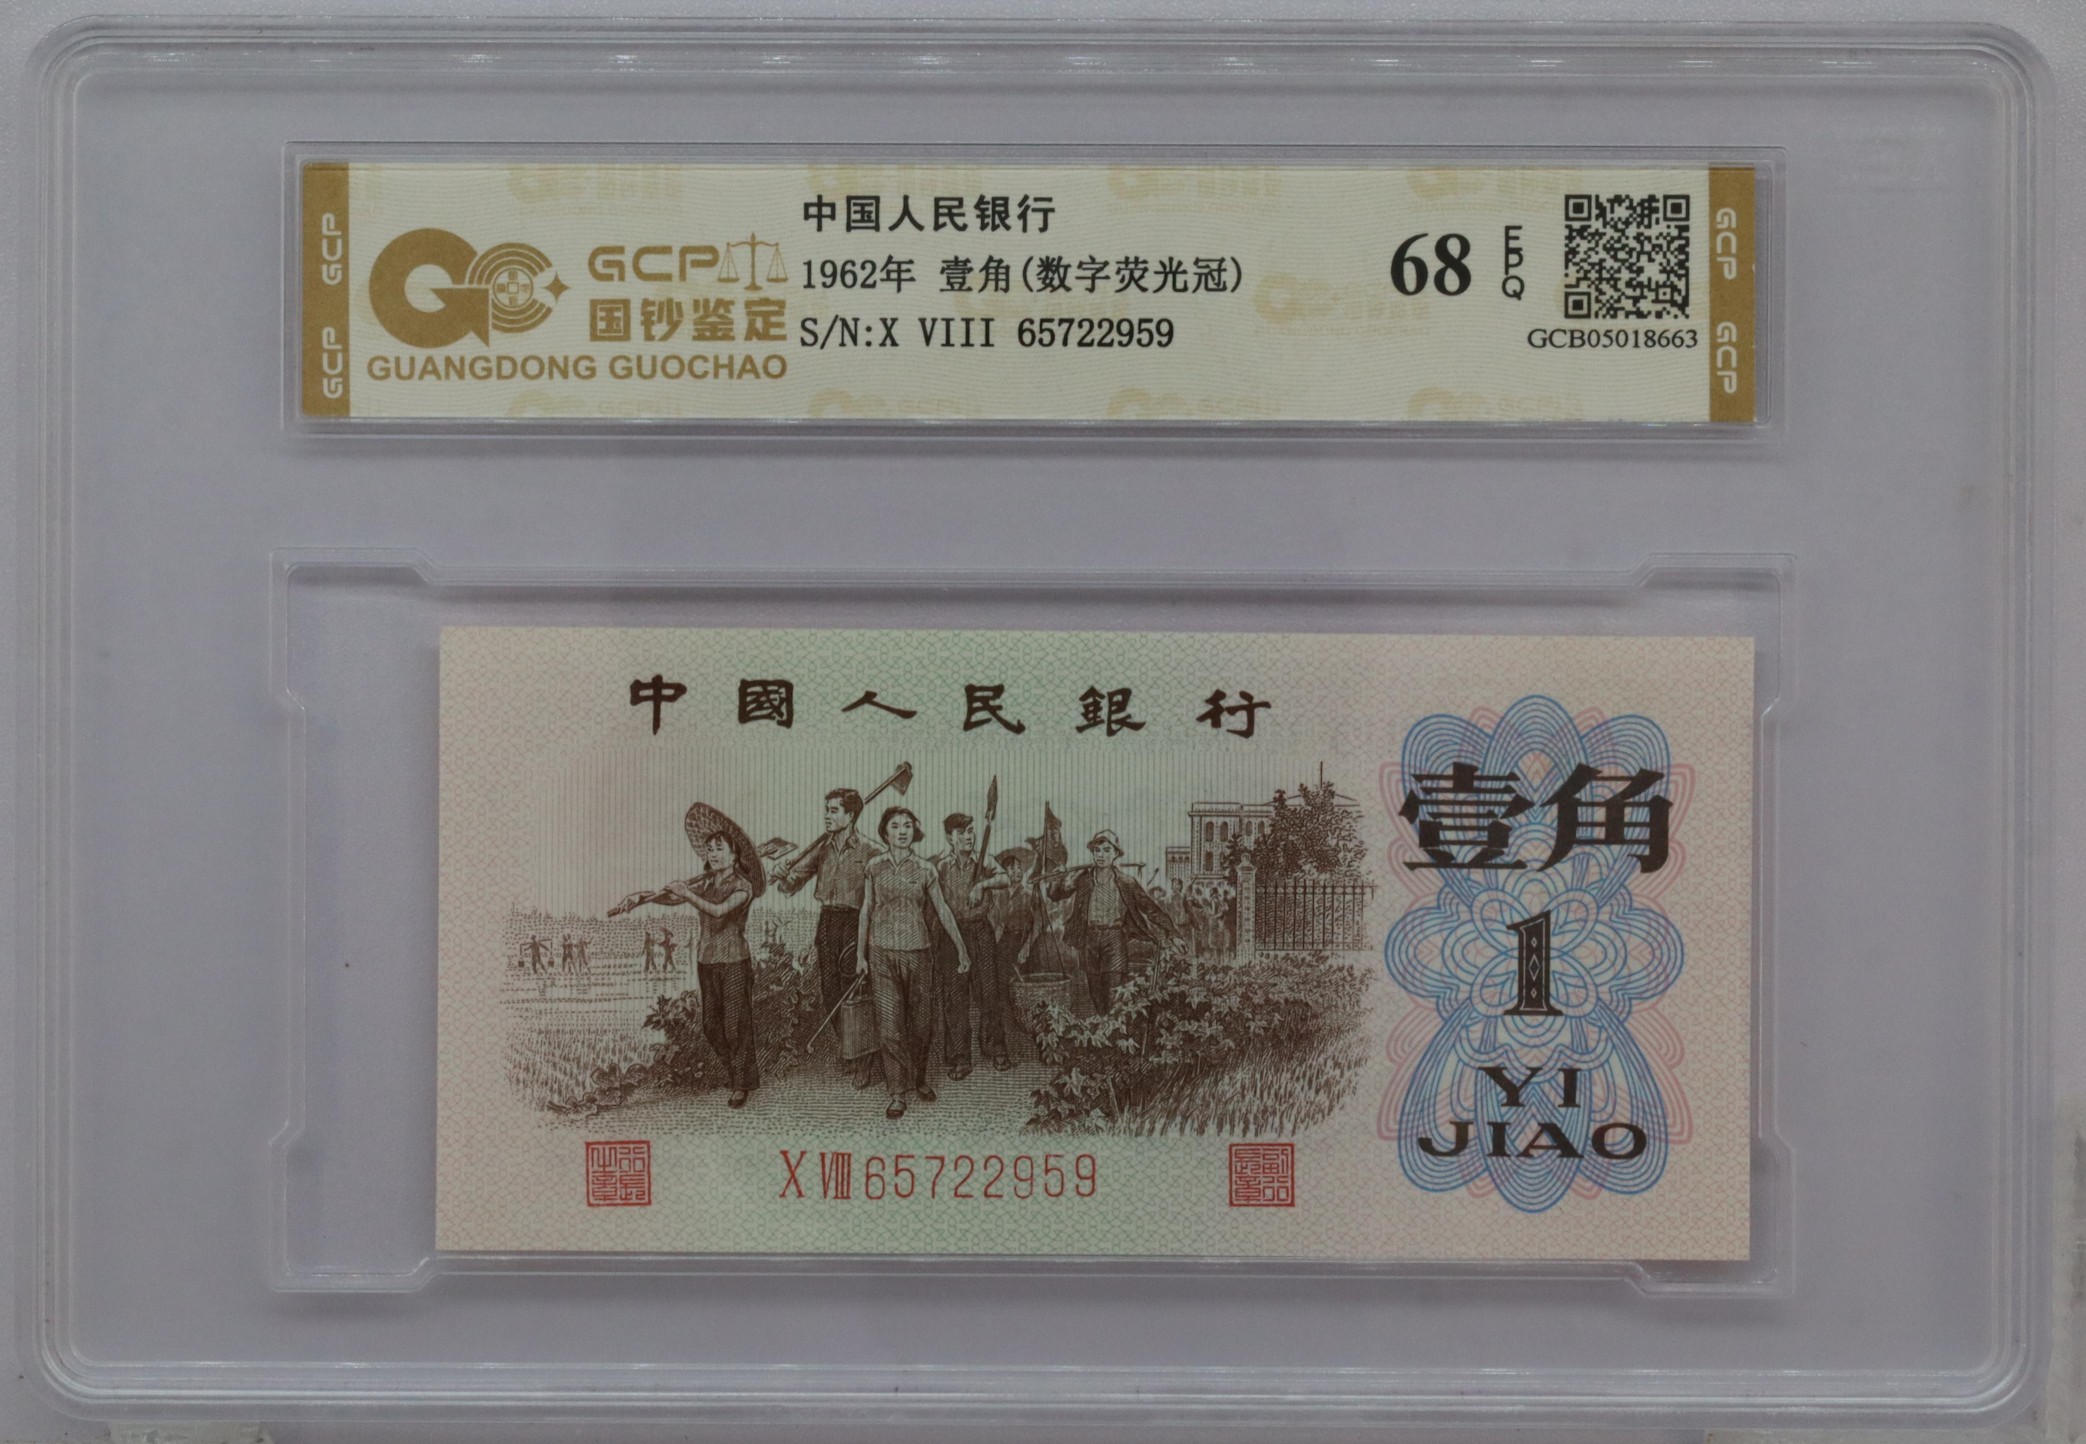 GCP
GCP
GCP
国钞鉴定
GUANGDONG GUOCHAO
中国人民银行
1962年 壹角(数字荧光冠)
S/N:X VIII 65722959
68
EPQ
GCB05018663
GCP
GCP
中國人民銀行
壹角
1
YI
JIAO
X VIII 65722959